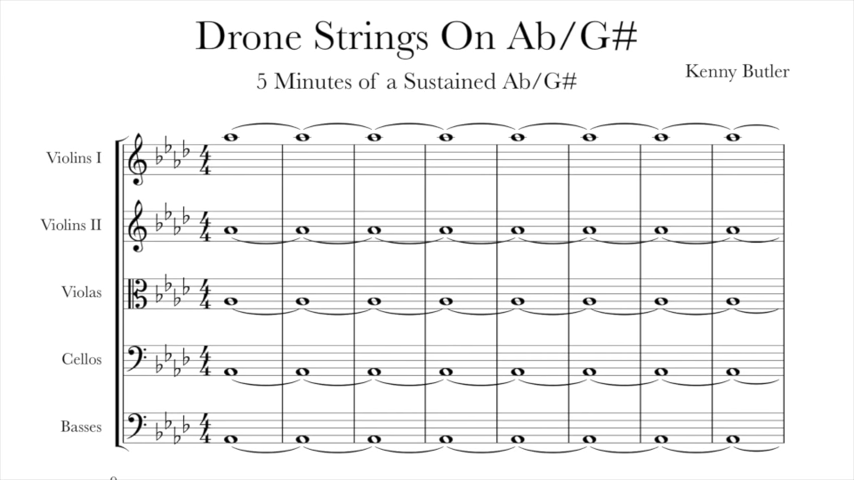 Drone Strings On Ab/G#
5 Minutes of a Sustained Ab/G#
Kenny Butler
Violins I
Violins II
Violas
Cellos
Basses